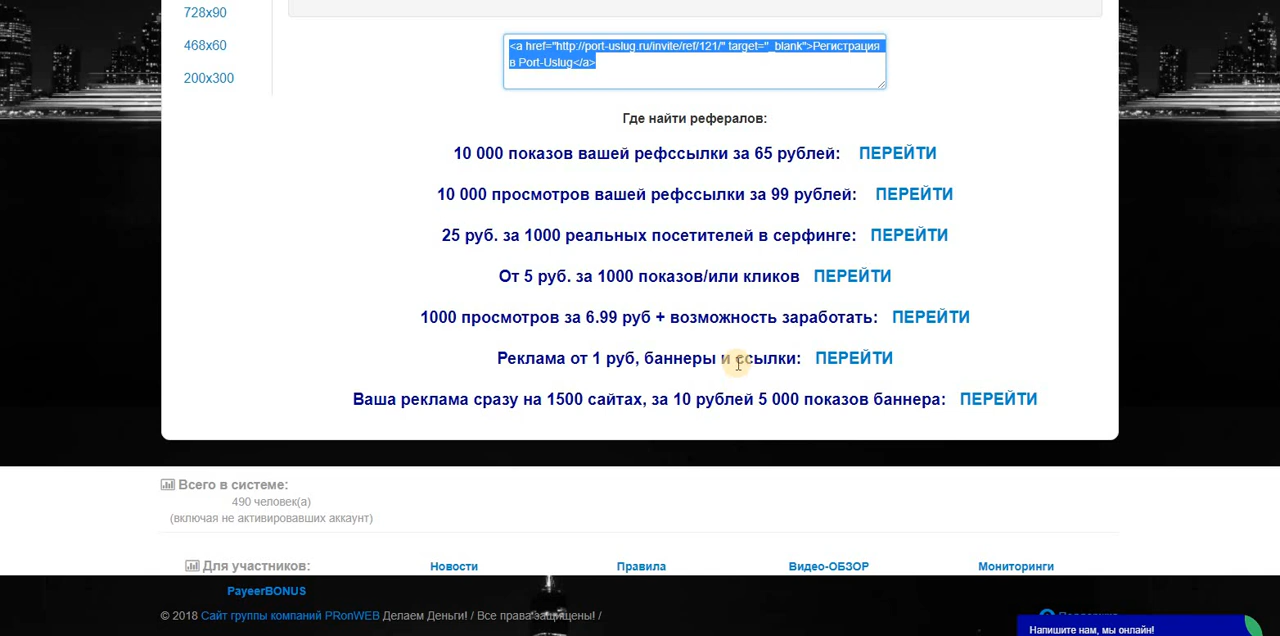 728x90
468x60
200x300
<a href="http://port-uslug.ru/invite/ref/121/" target="_blank">Регистрация
в Port-Uslug</a>
Где найти рефералов:
10 000 показов вашей рефссылки за 65 рублей: ПЕРЕЙТИ
10 000 просмотров вашей рефссылки за 99 рублей: ПЕРЕЙТИ
25 руб. за 1000 реальных посетителей в серфинге: ПЕРЕЙТИ
От 5 руб. за 1000 показов/или кликов ПЕРЕЙТИ
1000 просмотров за 6.99 руб + возможность заработать: ПЕРЕЙТИ
Реклама от 1 руб, баннеры и ссылки: ПЕРЕЙТИ
Ваша реклама сразу на 1500 сайтах, за 10 рублей 5 000 показов баннера: ПЕРЕЙТИ
Всего в системе:
490 человек(а)
(включая не активировавших аккаунт)
Для участников: Новости Правила Видео-ОБЗОР Мониторинги
PayeerBONUS
© 2018 Сайт группы компаний PRonWEB Делаем Деньги! / Все права защищены! /
Поддержка
Напишите нам, мы онлайн!